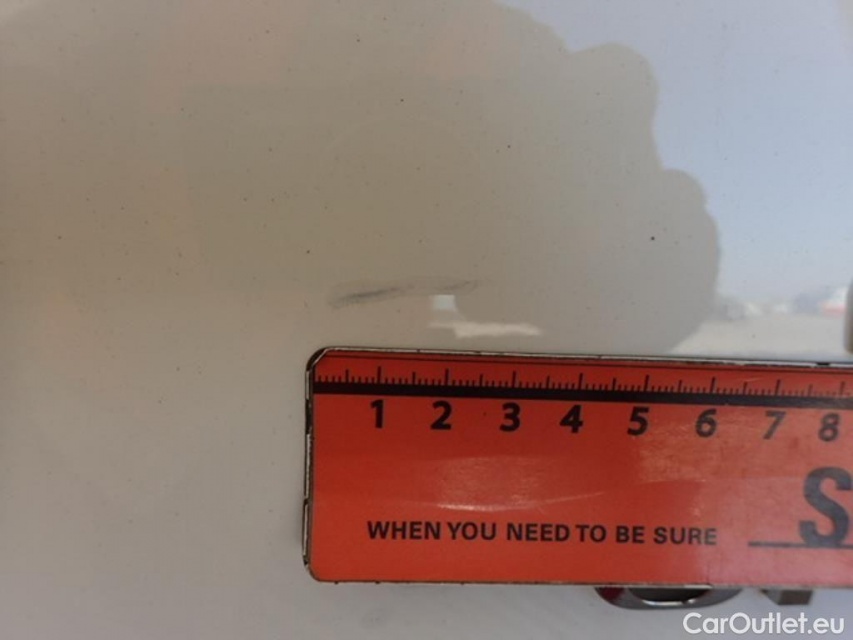 1 2 3 4 5 6 7 8
S
WHEN YOU NEED TO BE SURE
CarOutlet.eu